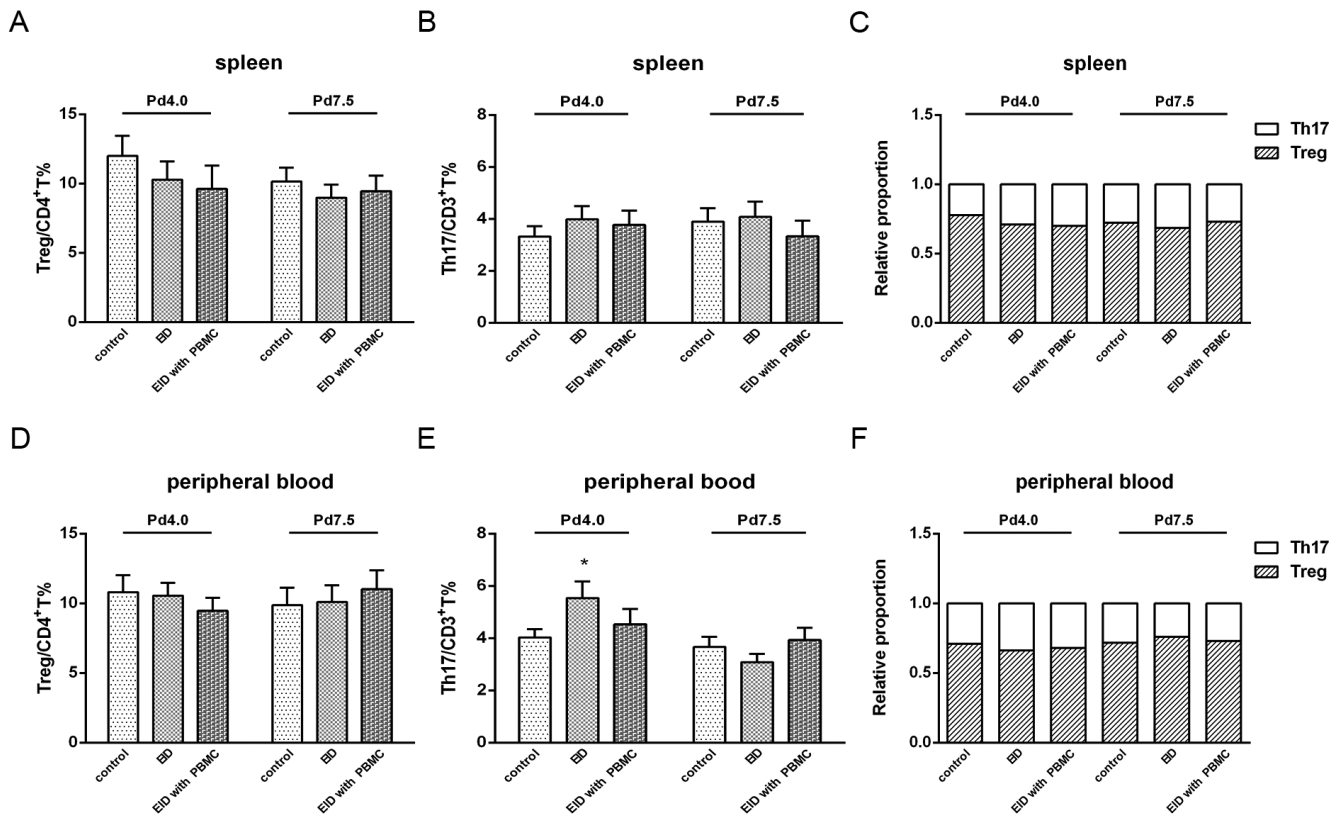 A
spleen
Pd4.0 Pd7.5
Treg/CD4+T%
15
10
5
0
control EID EID with PBMC control EID EID with PBMC
B
spleen
Pd4.0 Pd7.5
Th17/CD3+T%
8
6
4
2
0
control EID EID with PBMC control EID EID with PBMC
C
spleen
Pd4.0 Pd7.5
Relative proportion
1.5
1.0
0.5
0.0
control EID EID with PBMC control EID EID with PBMC
Th17
Treg
D
peripheral blood
Pd4.0 Pd7.5
Treg/CD4+T%
15
10
5
0
control EID EID with PBMC control EID EID with PBMC
E
peripheral bood
Pd4.0 Pd7.5
*
Th17/CD3+T%
8
6
4
2
0
control EID EID with PBMC control EID EID with PBMC
F
peripheral blood
Pd4.0 Pd7.5
Relative proportion
1.5
1.0
0.5
0.0
control EID EID with PBMC control EID EID with PBMC
Th17
Treg